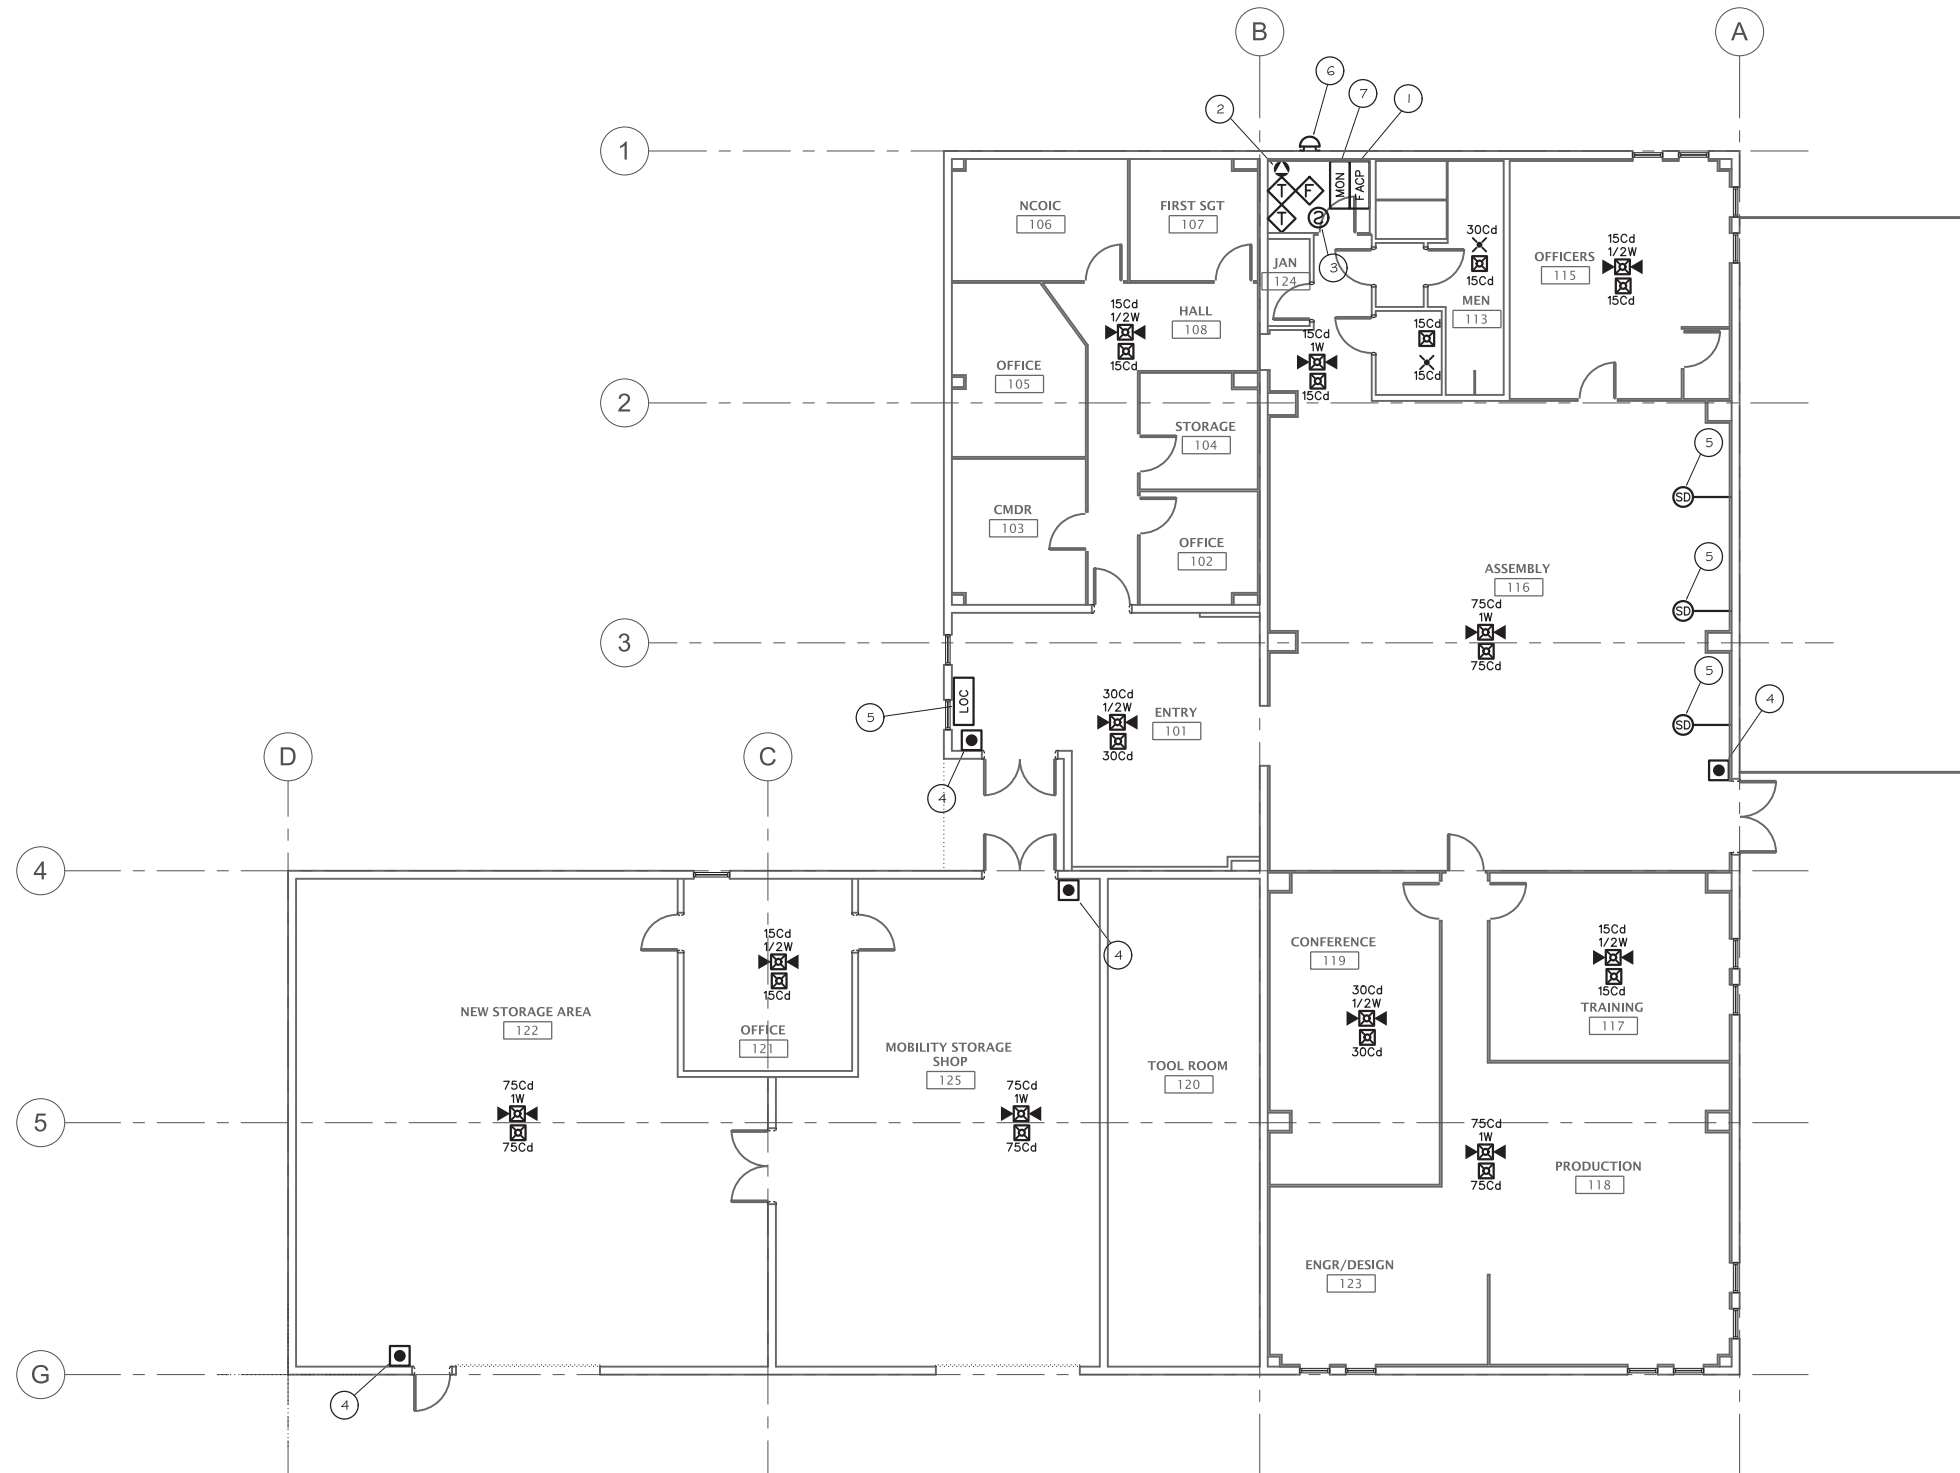 B
A
6
7
1
2
1
NCOIC
106
FIRST SGT
107
T
F
T
2
MON
FACP
3
JAN
124
30Cd
15Cd
MEN
113
OFFICERS
115
15Cd
1/2W
15Cd
15Cd
1/2W
15Cd
HALL
108
15Cd
1W
15Cd
15Cd
15Cd
OFFICE
105
2
STORAGE
104
5
SD
CMDR
103
OFFICE
102
5
SD
ASSEMBLY
116
75Cd
1W
75Cd
3
5
SD
4
LOC
5
30Cd
1/2W
30Cd
ENTRY
101
4
D
C
4
4
15Cd
1/2W
15Cd
OFFICE
121
NEW STORAGE AREA
122
75Cd
1W
75Cd
MOBILITY STORAGE
SHOP
125
75Cd
1W
75Cd
TOOL ROOM
120
CONFERENCE
119
30Cd
1/2W
30Cd
15Cd
1/2W
15Cd
TRAINING
117
5
75Cd
1W
75Cd
PRODUCTION
118
ENGR/DESIGN
123
G
4